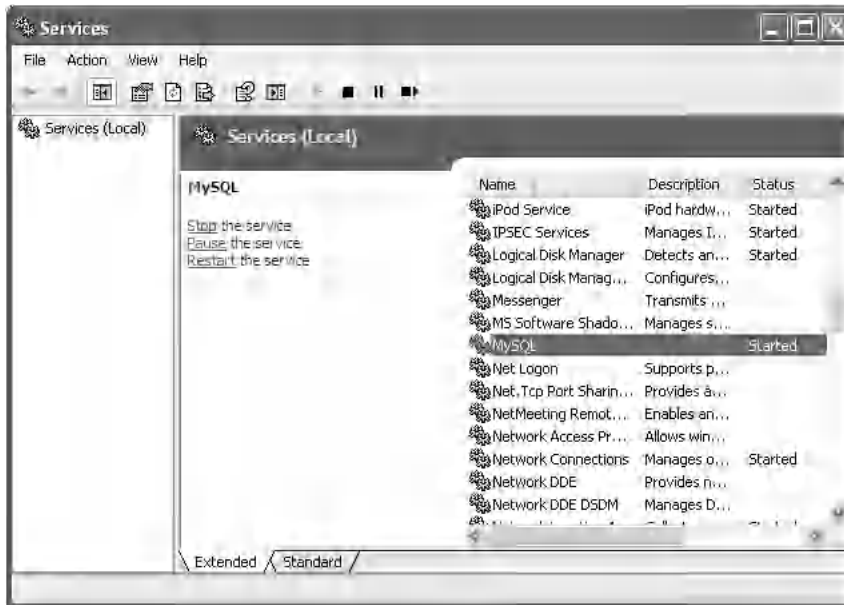 Services
File Action View Help
Services (Local)
Services (Local)
MySQL
Stop the service
Pause the service
Restart the service
Name Description Status
iPod Service iPod hardw... Started
IPSEC Services Manages I... Started
Logical Disk Manager Detects an... Started
Logical Disk Manag... Configures...
Messenger Transmits ...
MS Software Shado... Manages s...
MySQL Started
Net Logon Supports p...
Net.Tcp Port Sharin... Provides a...
NetMeeting Remot... Enables an...
Network Access Pr... Allows win...
Network Connections Manages o... Started
Network DDE Provides n...
Network DDE DSDM Manages D...
Extended Standard